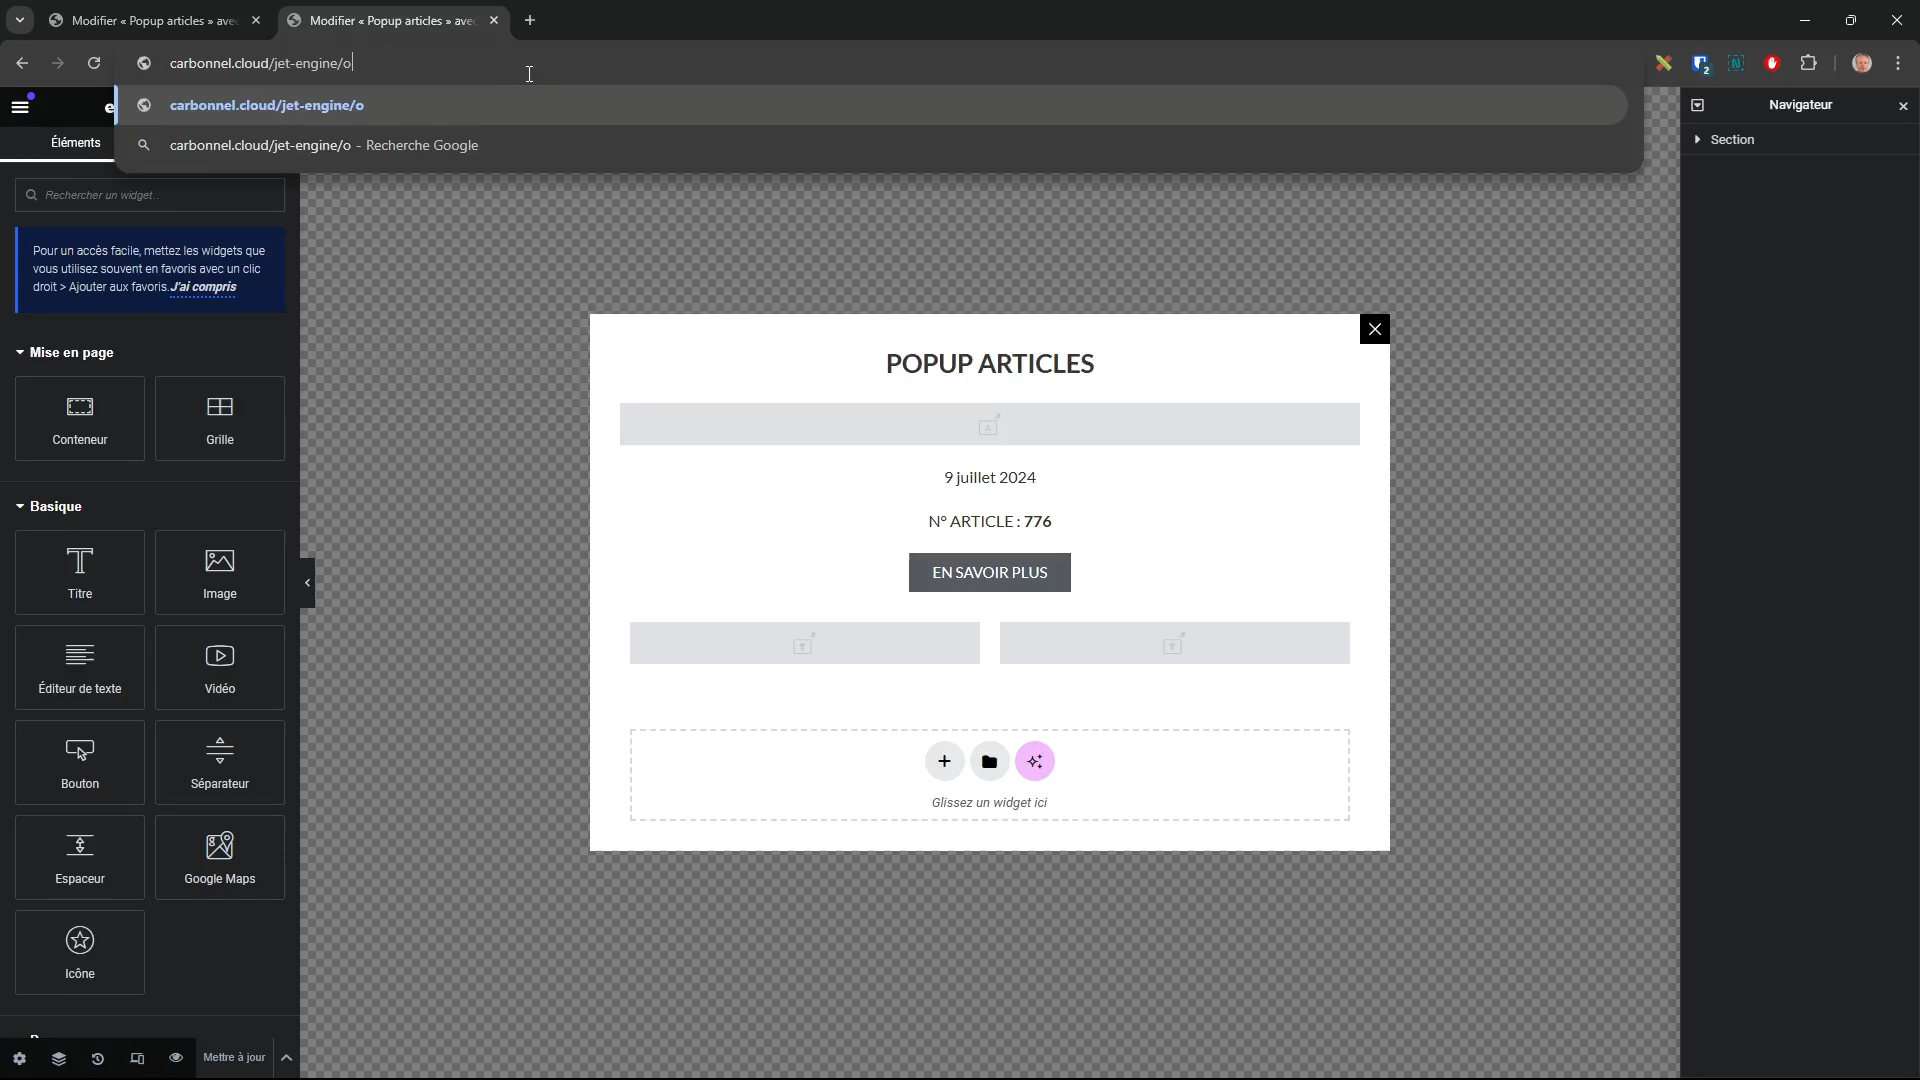 Modifier « Popup articles » ave
Modifier « Popup articles » ave
carbonnel.cloud/jet-engine/o
2
carbonnel.cloud/jet-engine/o
carbonnel.cloud/jet-engine/o - Recherche Google
e
Éléments
Rechercher un widget...
Pour un accès facile, mettez les widgets que
vous utilisez souvent en favoris avec un clic
droit > Ajouter aux favoris. J'ai compris
Mise en page
Conteneur
Grille
Basique
Titre
Image
Éditeur de texte
Vidéo
Bouton
Séparateur
Espaceur
Google Maps
Icône
Mettre à jour
POPUP ARTICLES
9 juillet 2024
N° ARTICLE : 776
EN SAVOIR PLUS
Glissez un widget ici
Navigateur
Section